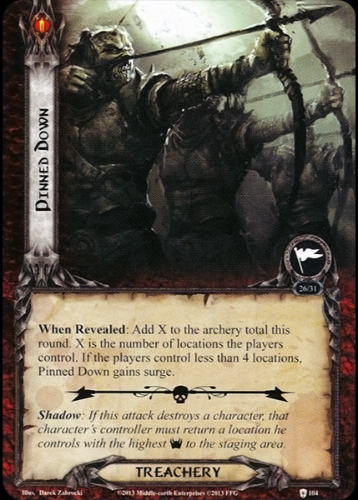 Pinned Down
26/31
When Revealed: Add X to the archery total this
round. X is the number of locations the players
control. If the players control less than 4 locations,
Pinned Down gains surge.
Shadow: If this attack destroys a character, that
character's controller must return a location he
controls with the highest to the staging area.
TREACHERY
Illus. Darek Zabrocki
©2013 Middle-earth Enterprises ©2013 FFG
104